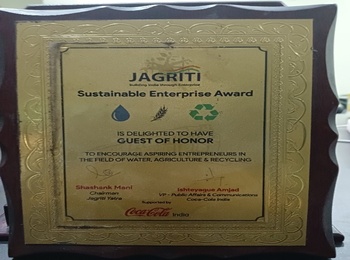 JAGRITI
Building India through Enterprise
Sustainable Enterprise Award
IS DELIGHTED TO HAVE
GUEST OF HONOR
TO ENCOURAGE ASPIRING ENTREPRENEURS IN
THE FIELD OF WATER, AGRICULTURE & RECYCLING
Shashank Mani
Chairman
Jagriti Yatra
Ishteyaque Amjad
VP - Public Affairs & Communications
Coca-Cola India
Supported by
Coca-Cola India